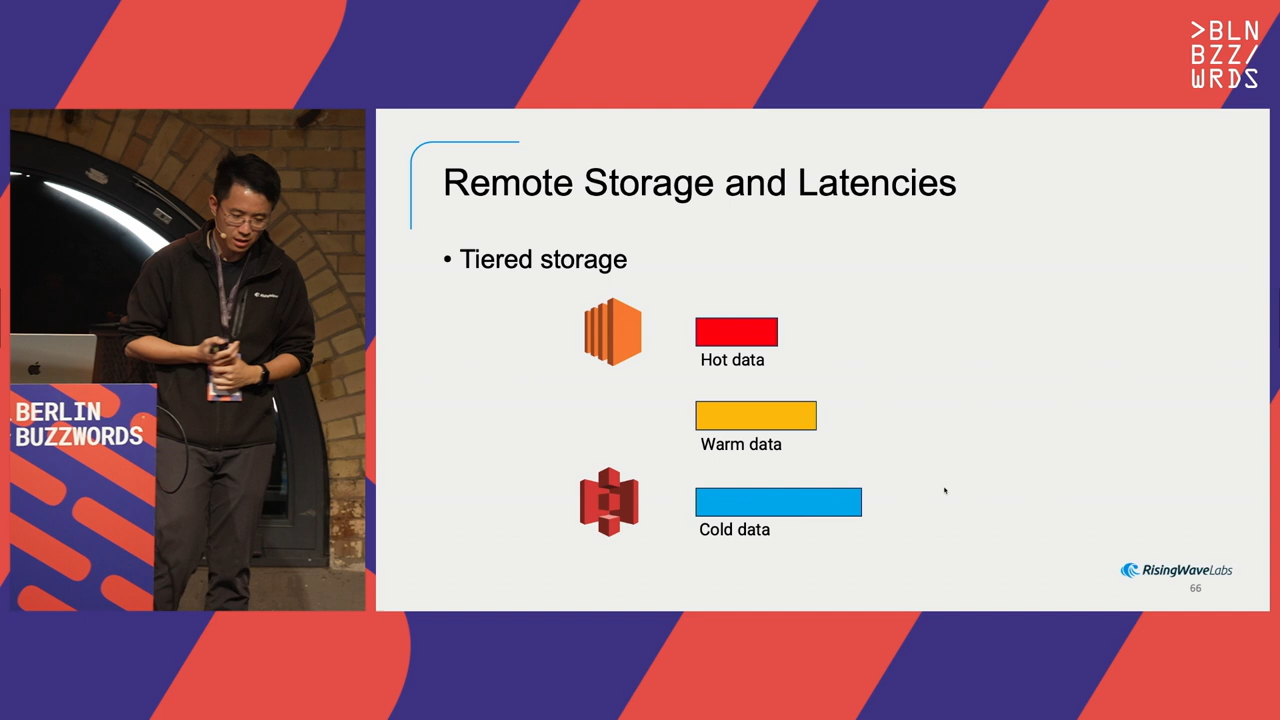 >BLN
BZZ/
WRDS
Remote Storage and Latencies
• Tiered storage
Hot data
Warm data
Cold data
RisingWaveLabs
66
BERLIN
BUZZWORDS